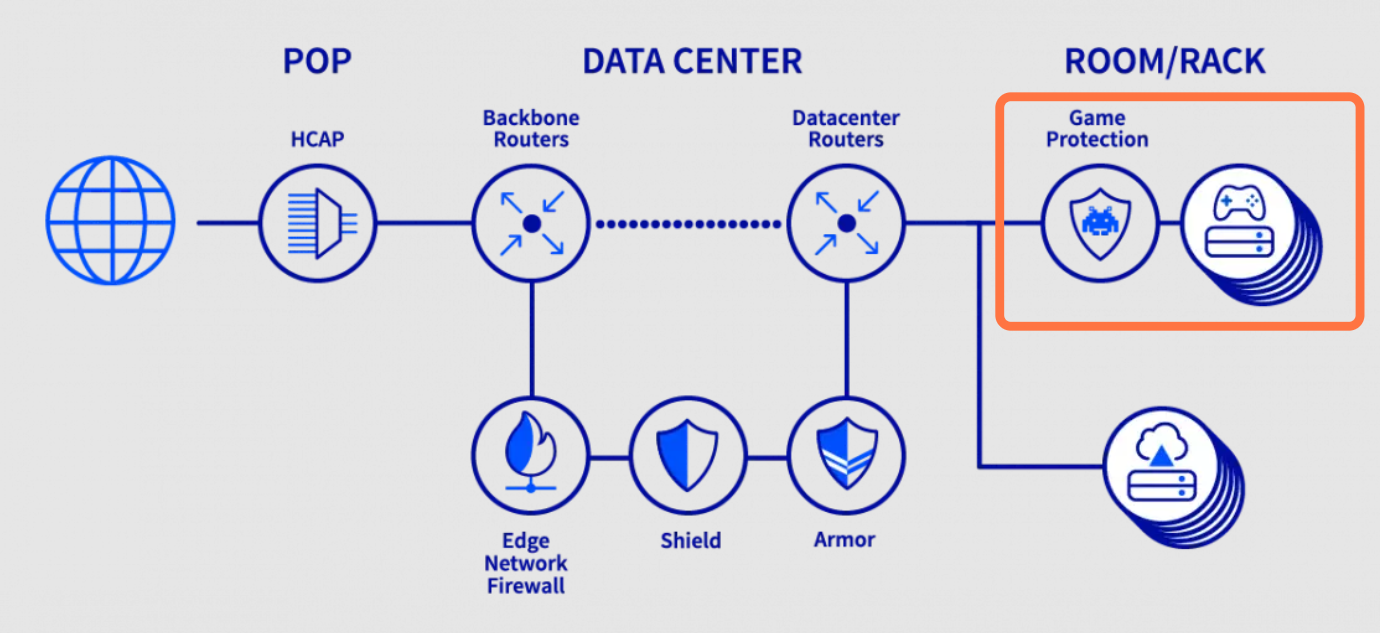 POP
DATA CENTER
ROOM/RACK
HCAP
Backbone
Routers
Datacenter
Routers
Game
Protection
Edge
Network
Firewall
Shield
Armor